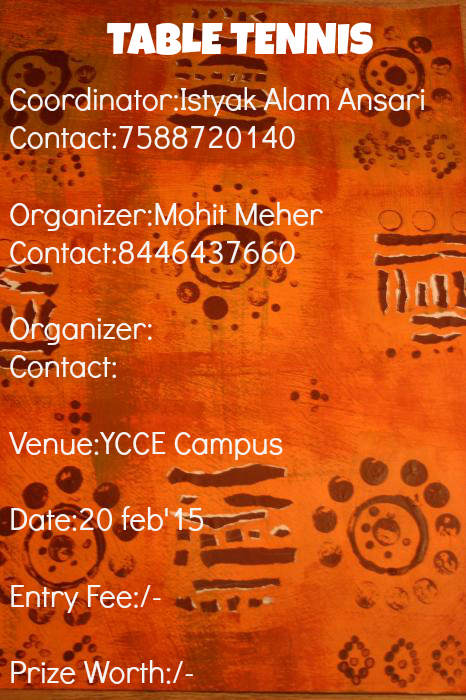 TABLE TENNIS
Coordinator:Istyak Alam Ansari
Contact:7588720140
Organizer:Mohit Meher
Contact:8446437660
Organizer:
Contact:
Venue:YCCE Campus
Date:20 feb'15
Entry Fee:/-
Prize Worth:/-